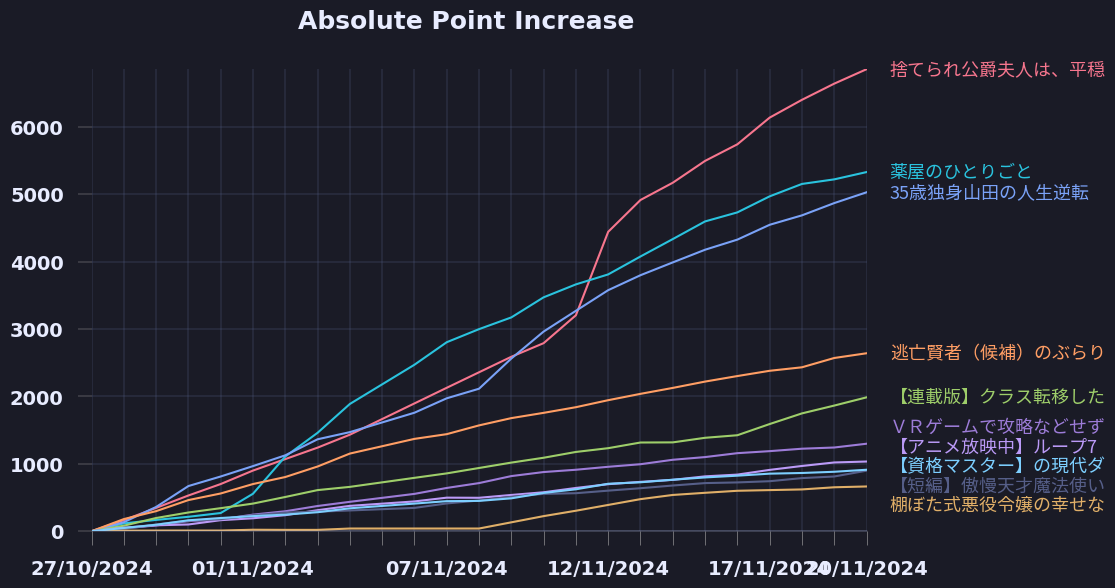 Absolute Point Increase
捨てられ公爵夫人は、平穏
6000
薬屋のひとりごと
5000
35歳独身山田の人生逆転
4000
3000
逃亡賢者（候補）のぶらり
2000
【連載版】クラス転移した
ＶＲゲームで攻略などせず
【アニメ放映中】ループ7
1000
【資格マスター】の現代ダ
【短編】傲慢天才魔法使い
棚ぼた式悪役令嬢の幸せな
0
27/10/2024 01/11/2024 07/11/2024 12/11/2024 17/11/2024 20/11/2024